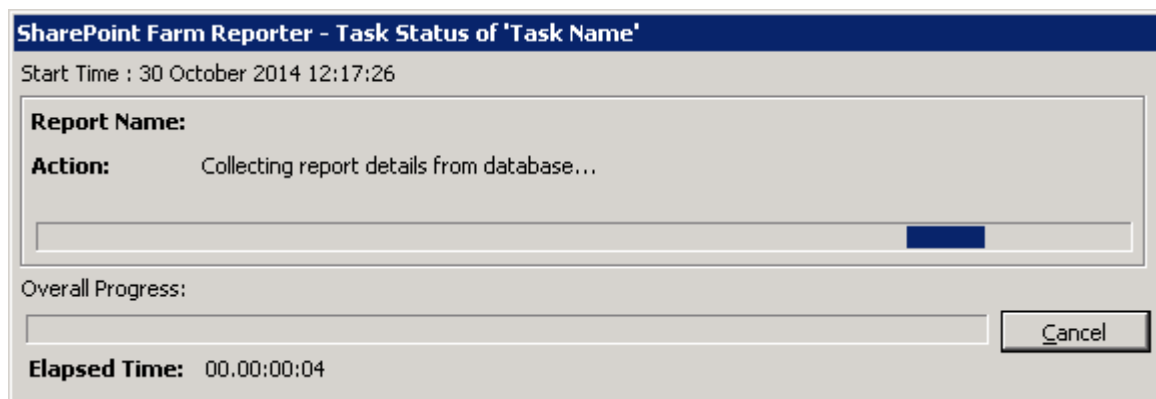 SharePoint Farm Reporter - Task Status of 'Task Name'
Start Time : 30 October 2014 12:17:26
Report Name:
Action: Collecting report details from database...
Overall Progress:
Cancel
Elapsed Time: 00.00:00:04